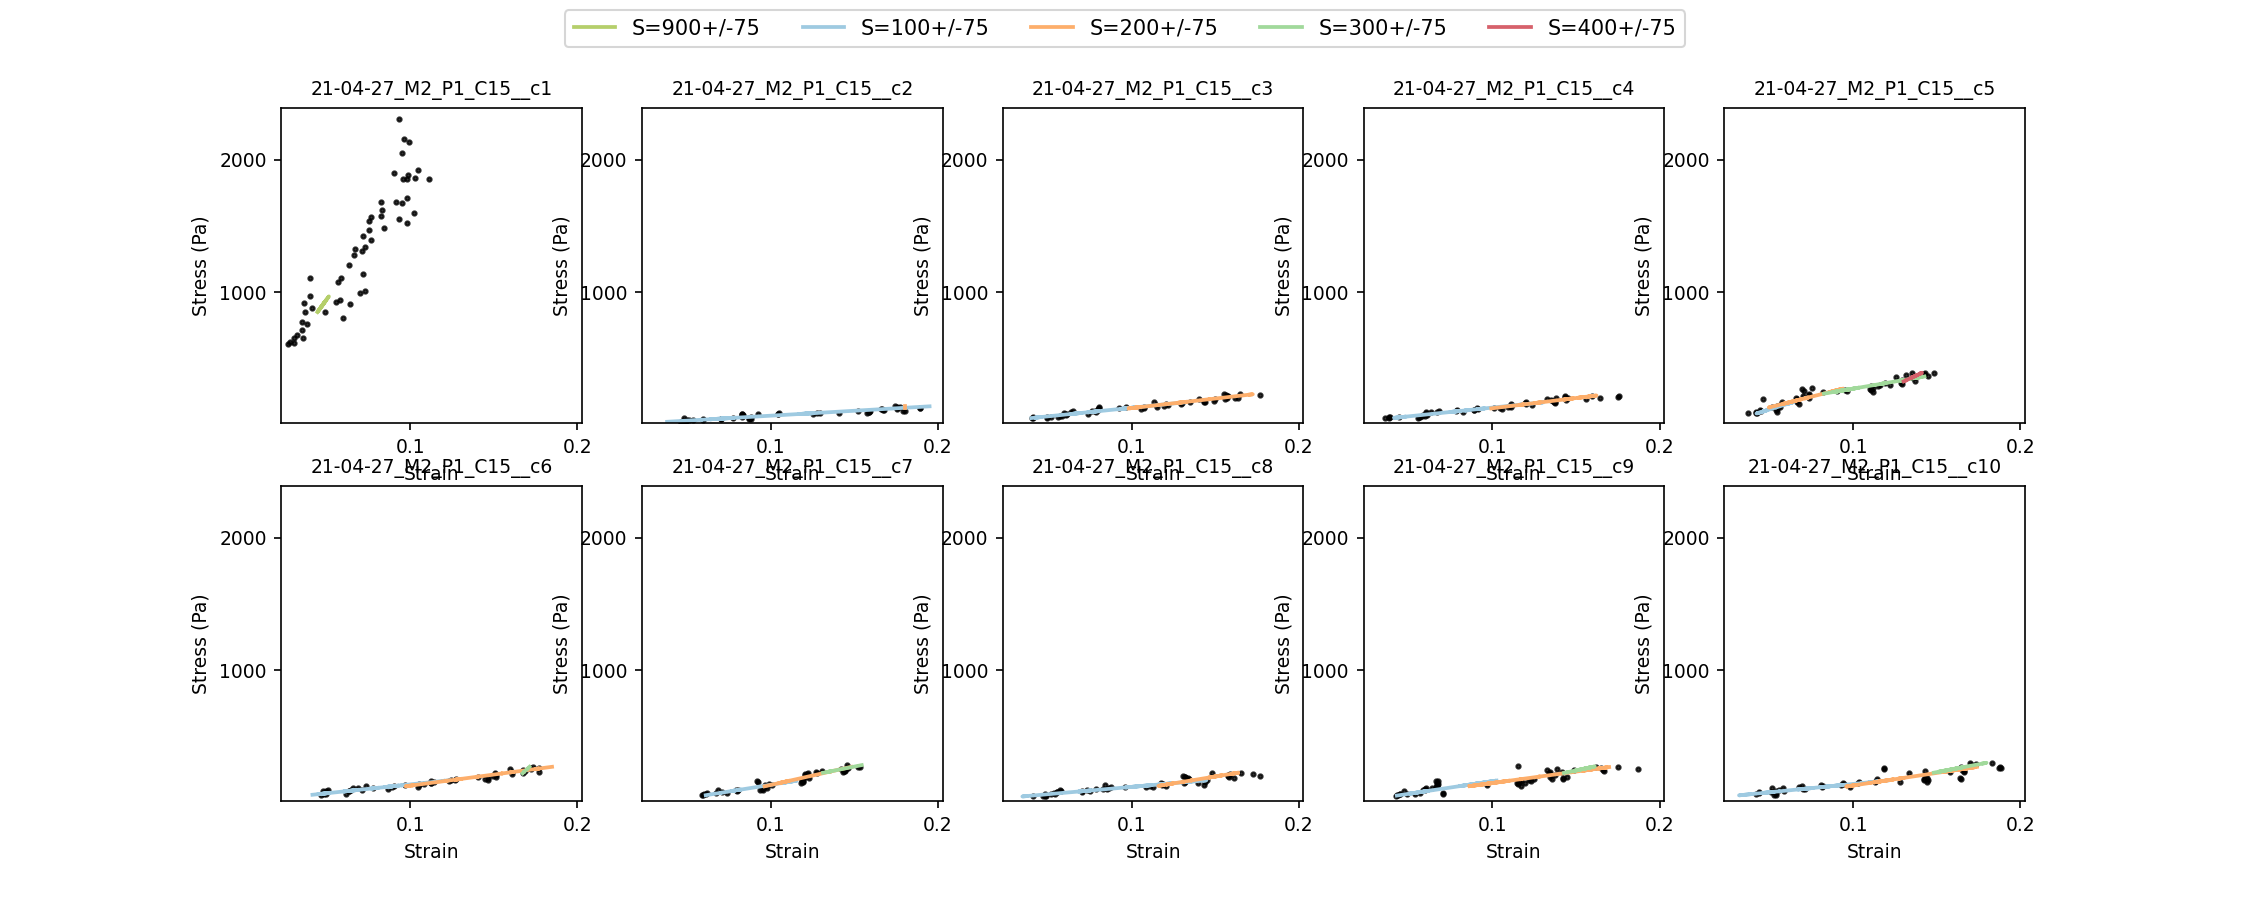 S=900+/-75 S=100+/-75 S=200+/-75 S=300+/-75 S=400+/-75
21-04-27_M2_P1_C15__c1 21-04-27_M2_P1_C15__c2 21-04-27_M2_P1_C15__c3 21-04-27_M2_P1_C15__c4 21-04-27_M2_P1_C15__c5
2000 2000 2000 2000 2000
Stress (Pa) Stress (Pa) Stress (Pa) Stress (Pa) Stress (Pa)
1000 1000 1000 1000 1000
0.1 0.2 0.1 0.2 0.1 0.2 0.1 0.2 0.1 0.2
Strain Strain Strain Strain Strain
21-04-27_M2_P1_C15__c6 21-04-27_M2_P1_C15__c7 21-04-27_M2_P1_C15__c8 21-04-27_M2_P1_C15__c9 21-04-27_M2_P1_C15__c10
2000 2000 2000 2000 2000
Stress (Pa) Stress (Pa) Stress (Pa) Stress (Pa) Stress (Pa)
1000 1000 1000 1000 1000
0.1 0.2 0.1 0.2 0.1 0.2 0.1 0.2 0.1 0.2
Strain Strain Strain Strain Strain